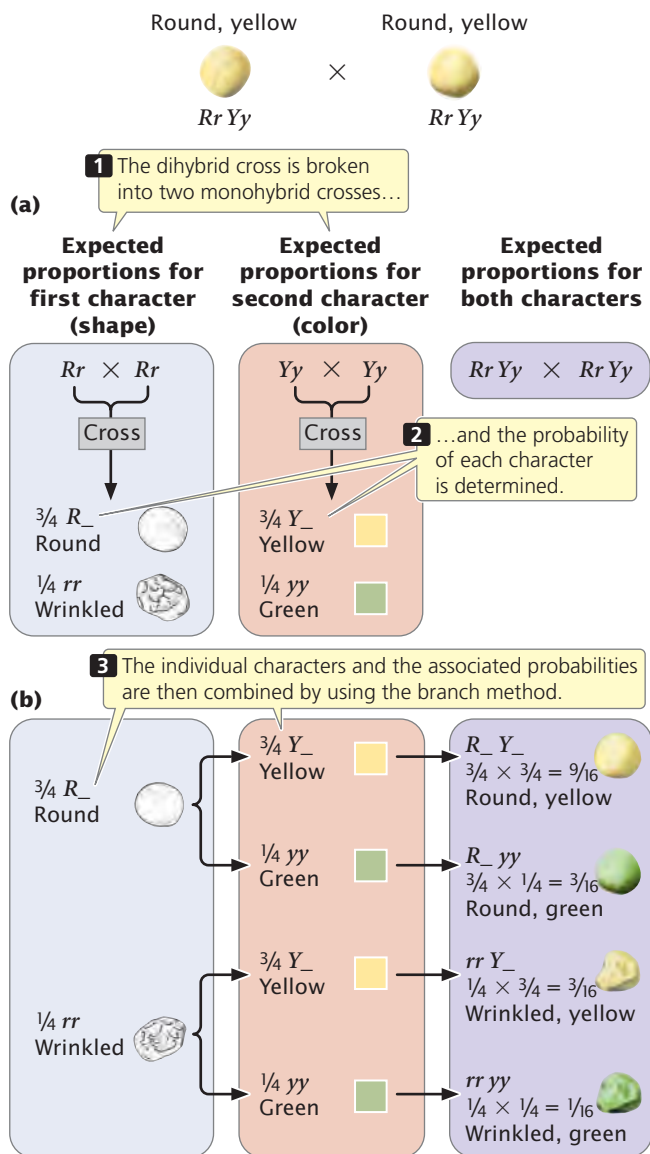 Round, yellow Round, yellow
×
Rr Yy Rr Yy
1 The dihybrid cross is broken
into two monohybrid crosses…
(a)
Expected
proportions for
first character
(shape)
Expected
proportions for
second character
(color)
Expected
proportions for
both characters
Rr × Rr
Cross
3/4 R_
Round
1/4 rr
Wrinkled
Yy × Yy
Cross
3/4 Y_
Yellow
1/4 yy
Green
Rr Yy × Rr Yy
2 …and the probability
of each character
is determined.
3 The individual characters and the associated probabilities
are then combined by using the branch method.
(b)
3/4 R_
Round
3/4 Y_
Yellow
R_ Y_
3/4 × 3/4 = 9/16
Round, yellow
1/4 yy
Green
R_ yy
3/4 × 1/4 = 3/16
Round, green
1/4 rr
Wrinkled
3/4 Y_
Yellow
rr Y_
1/4 × 3/4 = 3/16
Wrinkled, yellow
1/4 yy
Green
rr yy
1/4 × 1/4 = 1/16
Wrinkled, green